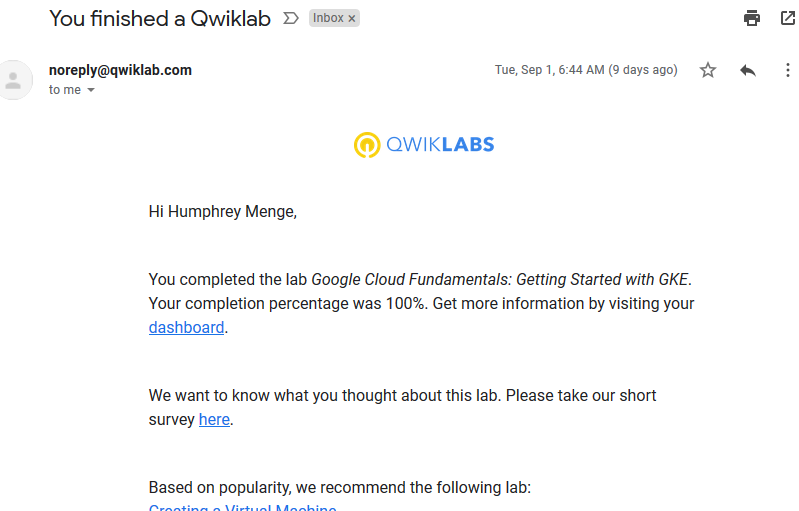 You finished a Qwiklab Inbox ×
noreply@qwiklab.com Tue, Sep 1, 6:44 AM (9 days ago)
to me
QWIKLABS
Hi Humphrey Menge,
You completed the lab Google Cloud Fundamentals: Getting Started with GKE.
Your completion percentage was 100%. Get more information by visiting your
dashboard.
We want to know what you thought about this lab. Please take our short
survey here.
Based on popularity, we recommend the following lab:
Creating a Virtual Machine